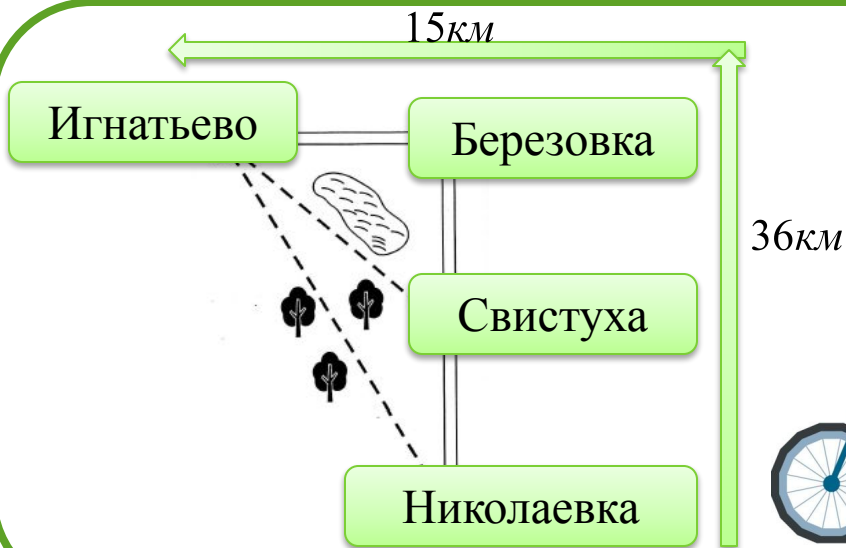 15км
Игнатьево
Березовка
36км
Свистуха
Николаевка